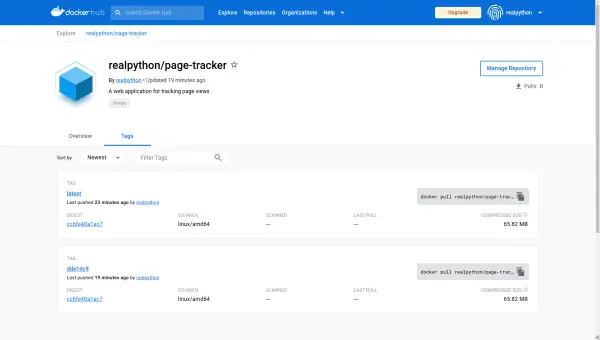 docker hub
Search Docker Hub
Explore
Repositories
Organizations
Help
Upgrade
realpython
Explore
realpython/page-tracker
realpython/page-tracker
By realpython • Updated 19 minutes ago
A web application for tracking page views
Image
Manage Repository
Pulls 0
Overview
Tags
Sort by
Newest
Filter Tags
TAG
latest
Last pushed 23 minutes ago by realpython
docker pull realpython/page-trac...
DIGEST
OS/ARCH
SCANNED
LAST PULL
COMPRESSED SIZE
cc6fe40a1ac7
linux/amd64
---
---
65.82 MB
TAG
dde1dc9
Last pushed 19 minutes ago by realpython
docker pull realpython/page-trac...
DIGEST
OS/ARCH
SCANNED
LAST PULL
COMPRESSED SIZE
cc6fe40a1ac7
linux/amd64
---
---
65.82 MB